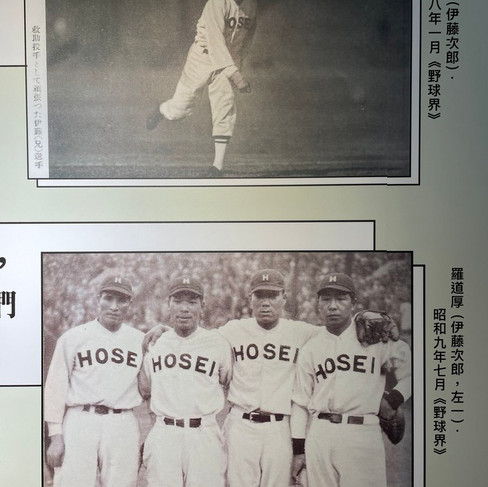 (伊藤次郎).
八年一月《野球界》
HOSEI
救助投手として頑張つた伊藤(兄)選手
,
門
羅道厚(伊藤次郎,左一).
昭和九年七月《野球界》
H
H
H
H
HOSEI
HOSEI
HOSEI
HOSEI